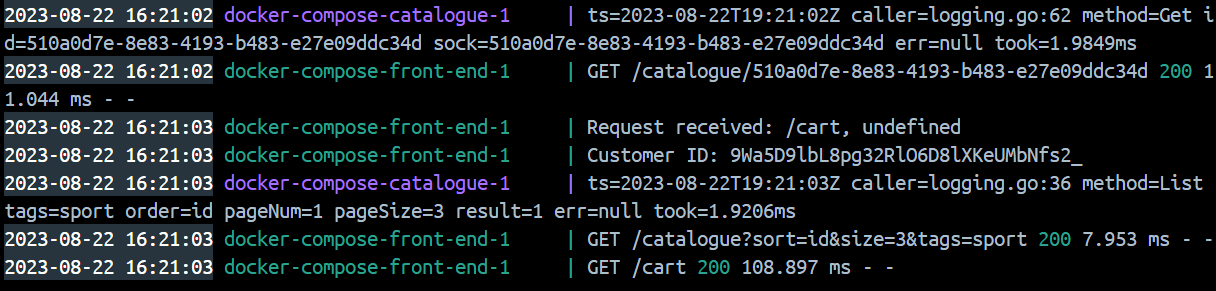 2023-08-22 16:21:02 docker-compose-catalogue-1 | ts=2023-08-22T19:21:02Z caller=logging.go:62 method=Get i
d=510a0d7e-8e83-4193-b483-e27e09ddc34d sock=510a0d7e-8e83-4193-b483-e27e09ddc34d err=null took=1.9849ms
2023-08-22 16:21:02 docker-compose-front-end-1 | GET /catalogue/510a0d7e-8e83-4193-b483-e27e09ddc34d 200 1
1.044 ms - -
2023-08-22 16:21:03 docker-compose-front-end-1 | Request received: /cart, undefined
2023-08-22 16:21:03 docker-compose-front-end-1 | Customer ID: 9Wa5D9lbL8pg32RlO6D8lXKeUMbNfs2_
2023-08-22 16:21:03 docker-compose-catalogue-1 | ts=2023-08-22T19:21:03Z caller=logging.go:36 method=List
tags=sport order=id pageNum=1 pageSize=3 result=1 err=null took=1.9206ms
2023-08-22 16:21:03 docker-compose-front-end-1 | GET /catalogue?sort=id&size=3&tags=sport 200 7.953 ms - -
2023-08-22 16:21:03 docker-compose-front-end-1 | GET /cart 200 108.897 ms - -